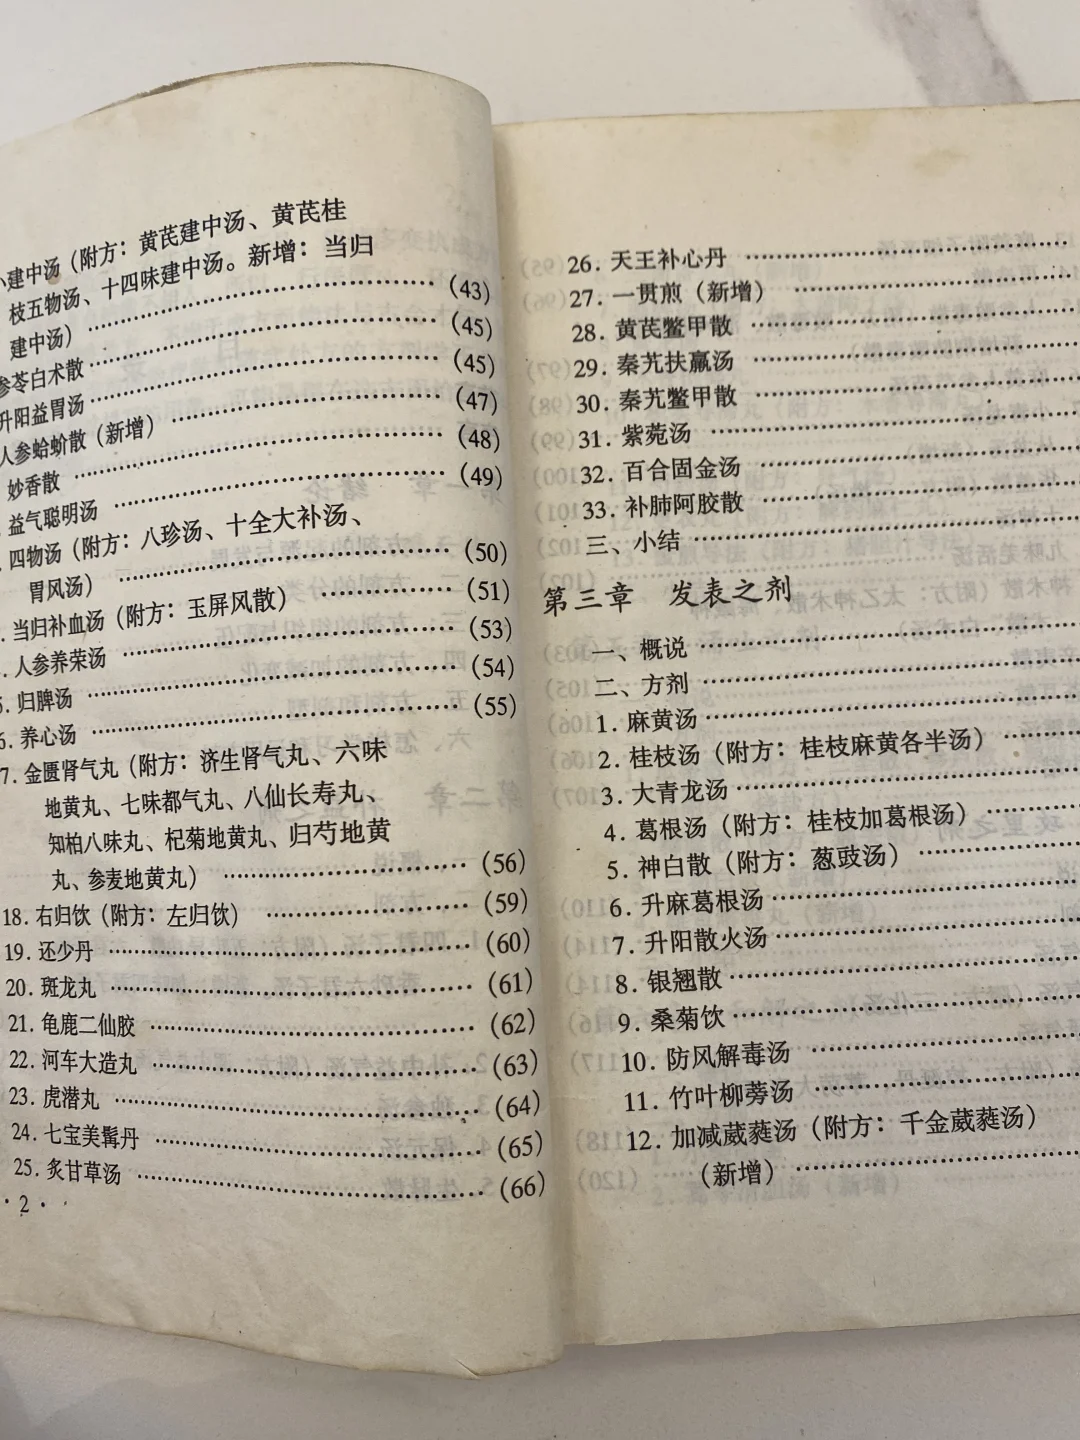 小建中汤（附方：黄芪建中汤、黄芪桂
枝五物汤、十四味建中汤。新增：当归
建中汤）……………………（43）
参苓白术散……………………（45）
升阳益胃汤……………………（45）
人参蛤蚧散（新增）……………………（47）
妙香散……………………（48）
益气聪明汤……………………（49）
四物汤（附方：八珍汤、十全大补汤、
胃风汤）……………………（50）
当归补血汤（附方：玉屏风散）……………………（51）
人参养荣汤……………………（53）
5. 归脾汤……………………（54）
6. 养心汤……………………（55）
7. 金匮肾气丸（附方：济生肾气丸、六味
地黄丸、七味都气丸、八仙长寿丸、
知柏八味丸、杞菊地黄丸、归芍地黄
丸、参麦地黄丸）……………………（56）
18. 右归饮（附方：左归饮）……………………（59）
19. 还少丹……………………（60）
20. 斑龙丸……………………（61）
21. 龟鹿二仙胶……………………（62）
22. 河车大造丸……………………（63）
23. 虎潜丸……………………（64）
24. 七宝美髯丹……………………（65）
25. 炙甘草汤……………………（66）
· 2 ·
26. 天王补心丹……………………
27. 一贯煎（新增）……………………
28. 黄芪鳖甲散……………………
29. 秦艽扶羸汤……………………
30. 秦艽鳖甲散……………………
31. 紫菀汤……………………
32. 百合固金汤……………………
33. 补肺阿胶散……………………
三、小结……………………
第三章 发表之剂
一、概说……………………
二、方剂……………………
1. 麻黄汤……………………
2. 桂枝汤（附方：桂枝麻黄各半汤）……………………
3. 大青龙汤……………………
4. 葛根汤（附方：桂枝加葛根汤）……………………
5. 神白散（附方：葱豉汤）……………………
6. 升麻葛根汤……………………
7. 升阳散火汤……………………
8. 银翘散……………………
9. 桑菊饮……………………
10. 防风解毒汤……………………
11. 竹叶柳蒡汤……………………
12. 加减葳蕤汤（附方：千金葳蕤汤）
（新增）……………………